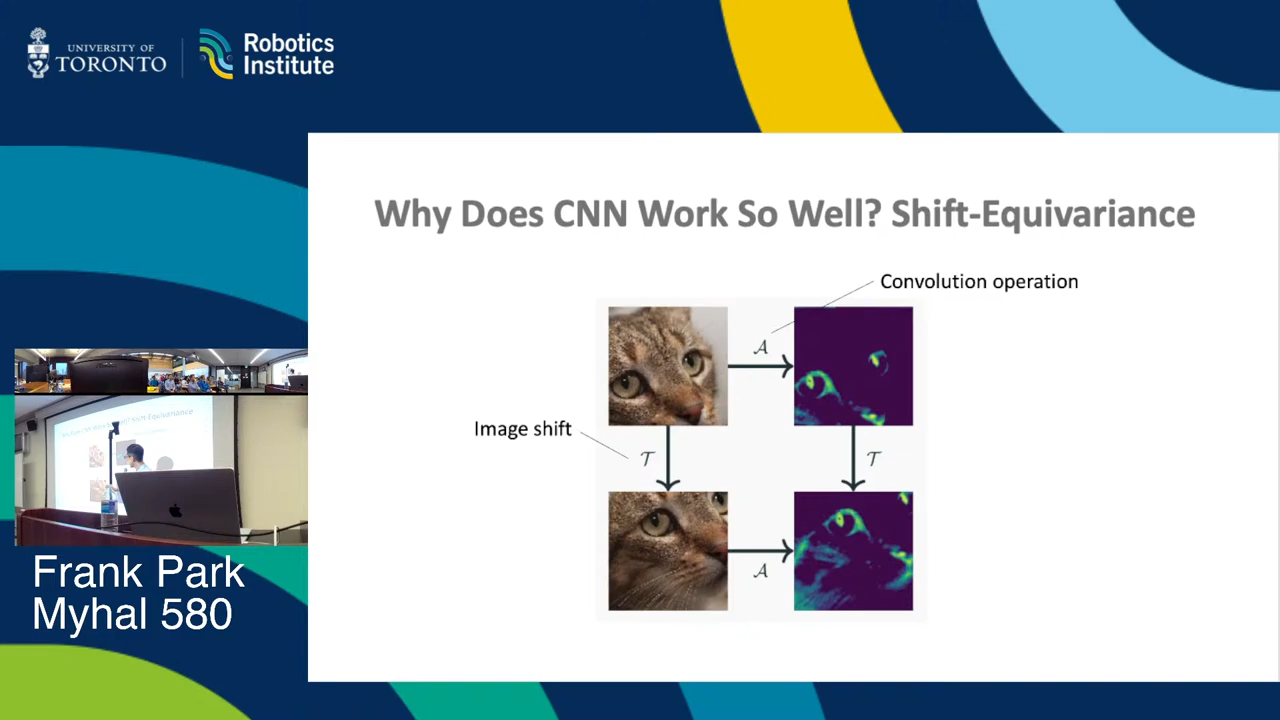 UNIVERSITY OF
TORONTO
Robotics
Institute
Why Does CNN Work So Well? Shift-Equivariance
Convolution operation
𝒜
Image shift
𝒯
𝒯
𝒜
Frank Park
Myhal 580